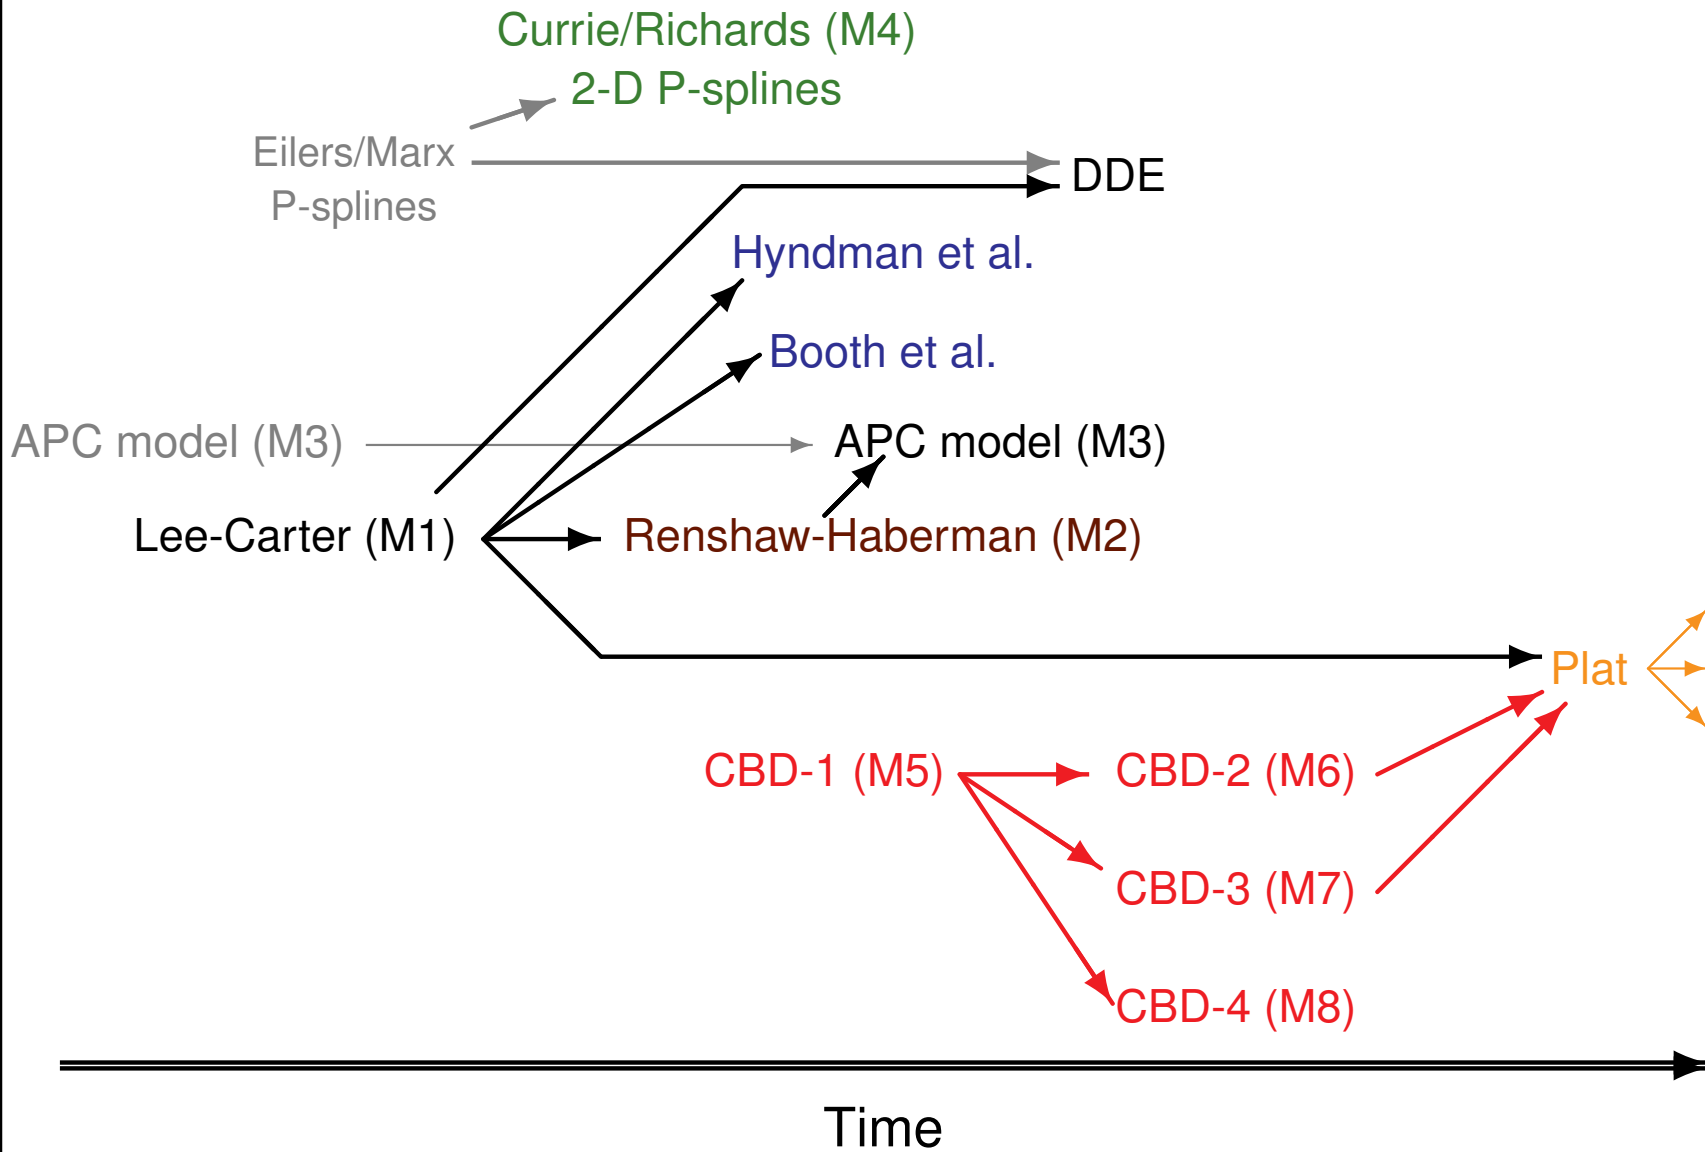 Currie/Richards (M4)
2-D P-splines
Eilers/Marx
P-splines
DDE
Hyndman et al.
Booth et al.
APC model (M3)
APC model (M3)
Lee-Carter (M1)
Renshaw-Haberman (M2)
Plat
CBD-1 (M5)
CBD-2 (M6)
CBD-3 (M7)
CBD-4 (M8)
Time